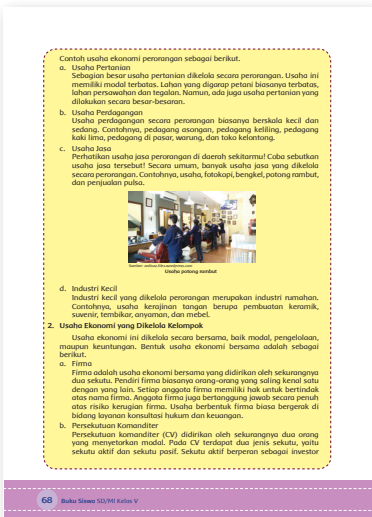 Contoh usaha ekonomi perorangan sebagai berikut.
a. Usaha Pertanian
Sebagian besar usaha pertanian dikelola secara perorangan. Usaha ini
memiliki modal terbatas. Lahan yang digarap petani biasanya terbatas,
lahan persawahan dan tegalan. Namun, ada juga usaha pertanian yang
dilakukan secara besar-besaran.
b. Usaha Perdagangan
Usaha perdagangan secara perorangan biasanya berskala kecil dan
sedang. Contohnya, pedagang asongan, pedagang keliling, pedagang
kaki lima, pedagang di pasar, warung, dan toko kelontong.
c. Usaha Jasa
Perhatikan usaha jasa perorangan di daerah sekitarmu! Coba sebutkan
usaha jasa tersebut! Secara umum, banyak usaha jasa yang dikelola
secara perorangan. Contohnya, usaha, fotokopi, bengkel, potong rambut,
dan penjualan pulsa.
Usaha potong rambut
d. Industri Kecil
Industri kecil yang dikelola perorangan merupakan industri rumahan.
Contohnya, usaha kerajinan tangan berupa pembuatan keramik,
suvenir, tembikar, anyaman, dan mebel.
2. Usaha Ekonomi yang Dikelola Kelompok
Usaha ekonomi ini dikelola secara bersama, baik modal, pengelolaan,
maupun keuntungan. Bentuk usaha ekonomi bersama adalah sebagai
berikut.
a. Firma
Firma adalah usaha ekonomi bersama yang didirikan oleh sekurangnya
dua sekutu. Pendiri firma biasanya orang-orang yang saling kenal satu
dengan yang lain. Setiap anggota firma memiliki hak untuk bertindak
atas nama firma. Anggota firma juga bertanggung jawab secara penuh
atas risiko kerugian firma. Usaha berbentuk firma biasa bergerak di
bidang layanan konsultasi hukum dan keuangan.
b. Persekutuan Komanditer
Persekutuan komanditer (CV) didirikan oleh sekurangnya dua orang
yang menyetorkan modal. Pada CV terdapat dua jenis sekutu, yaitu
sekutu aktif dan sekutu pasif. Sekutu aktif berperan sebagai investor
68 Buku Siswa SD/MI Kelas V